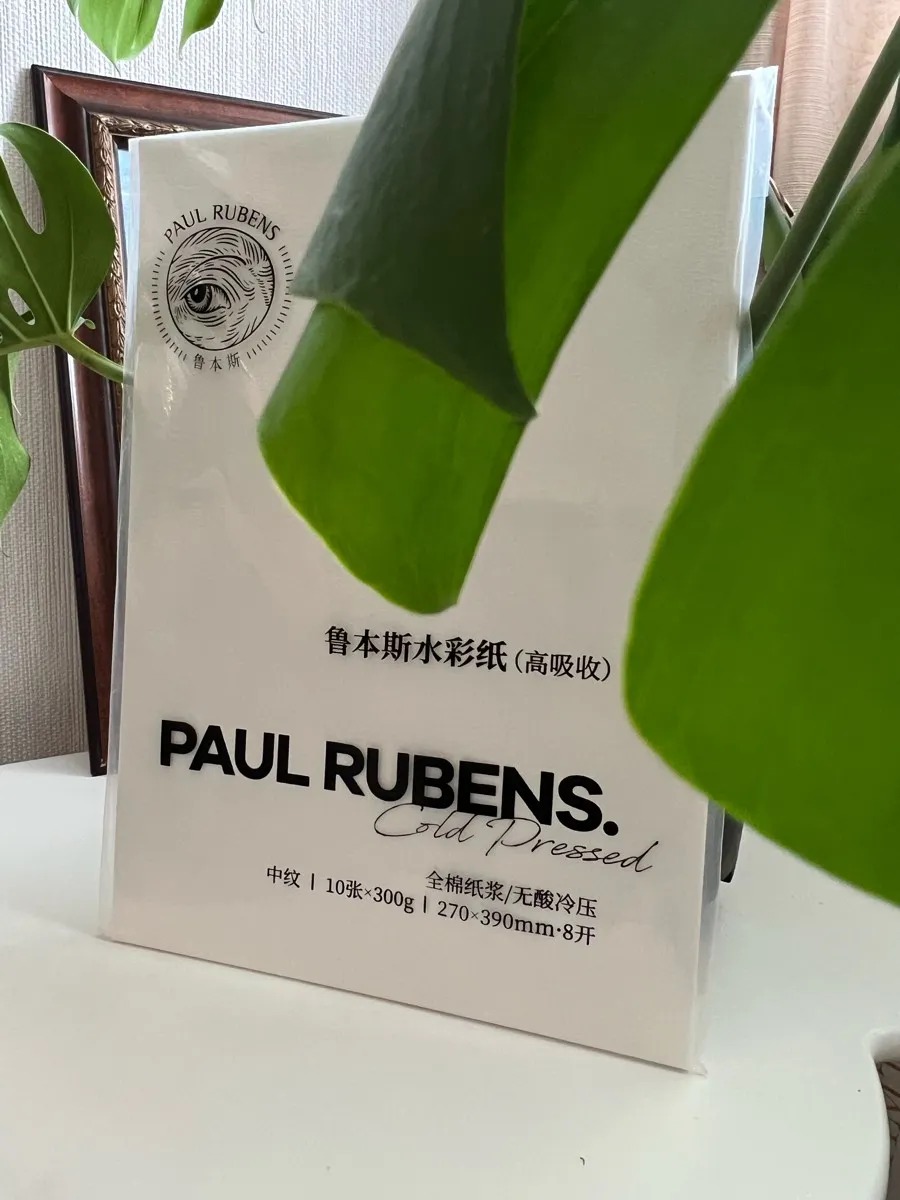 PAUL RUBENS
鲁本斯
鲁本斯水彩纸(高吸收)
PAUL RUBENS.
Cold Pressed
全棉纸浆/无酸冷压
中纹 | 10张×300g | 270×390mm·8开